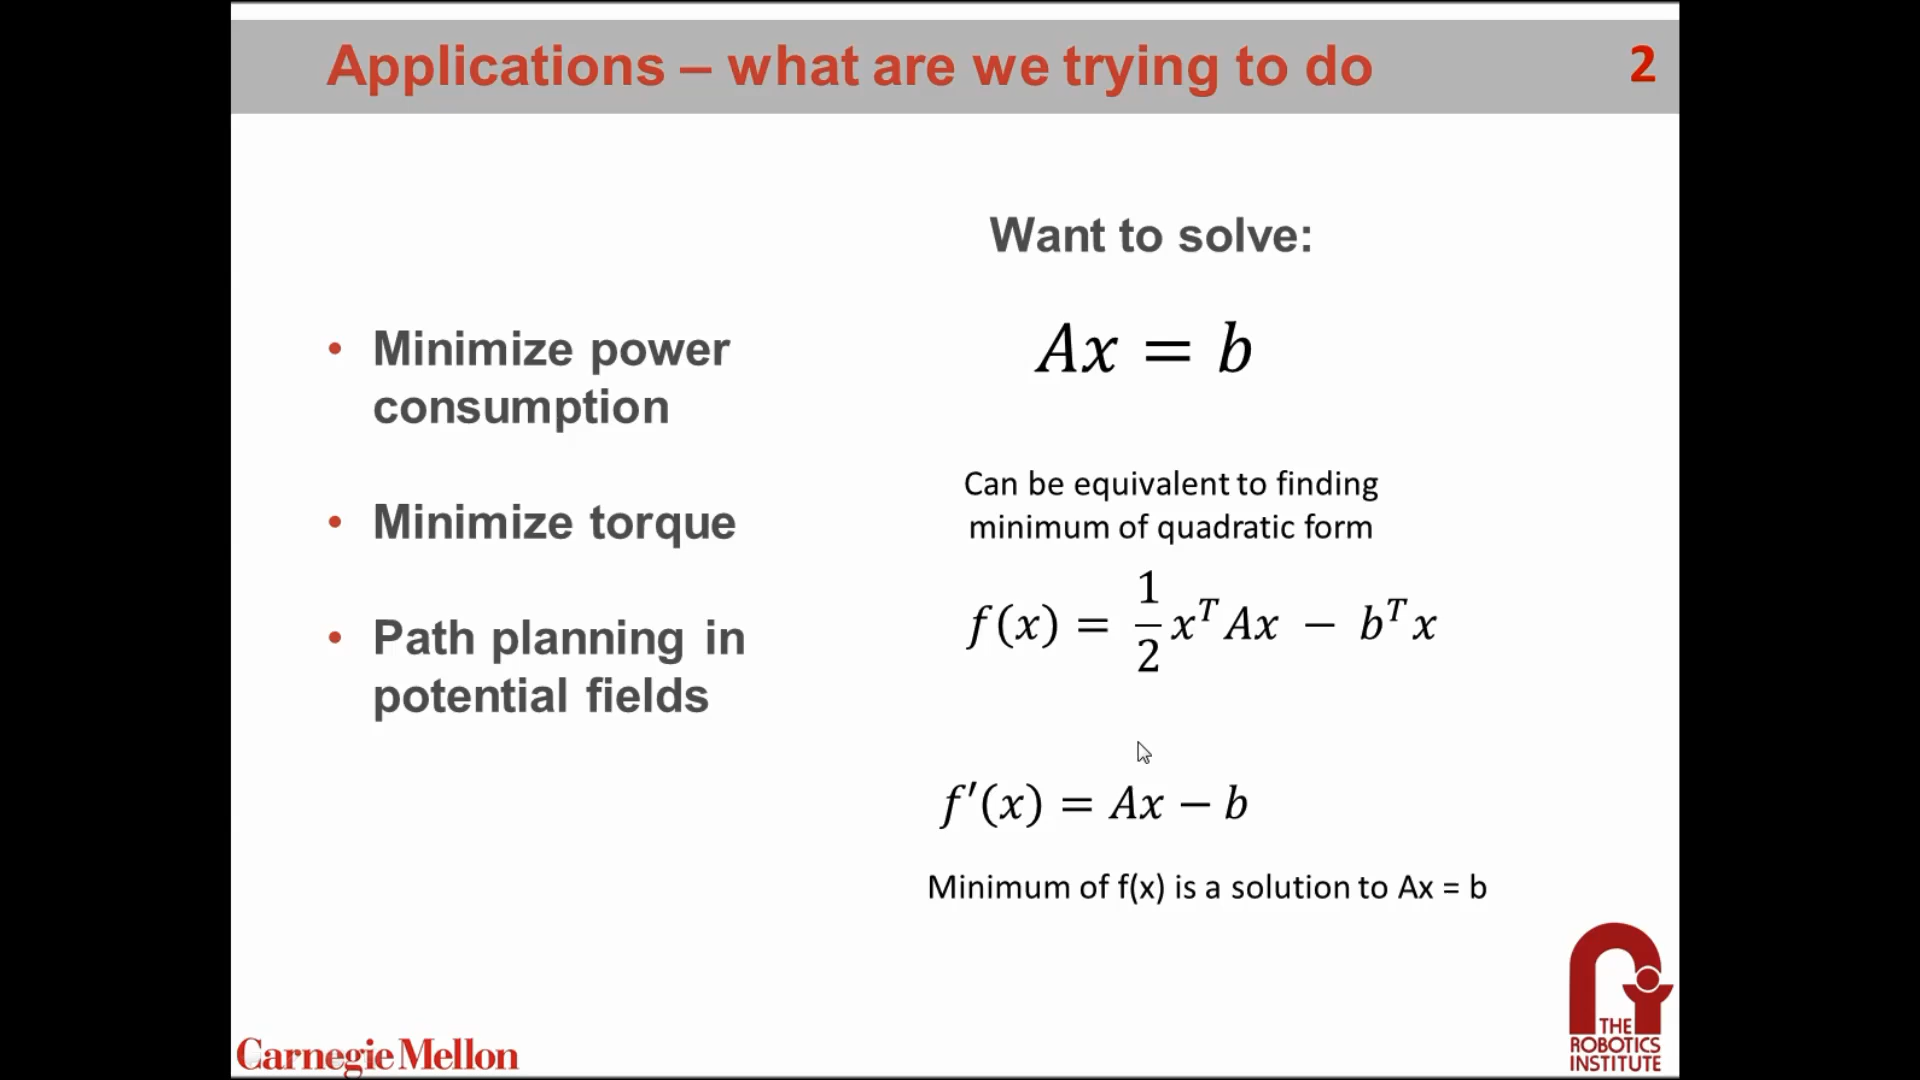 Applications – what are we trying to do
2
• Minimize power
consumption
• Minimize torque
• Path planning in
potential fields
Want to solve:
Ax = b
Can be equivalent to finding
minimum of quadratic form
f(x) = 1/2 xᵀAx − bᵀx
f′(x) = Ax − b
Minimum of f(x) is a solution to Ax = b
Carnegie Mellon
THE
ROBOTICS
INSTITUTE